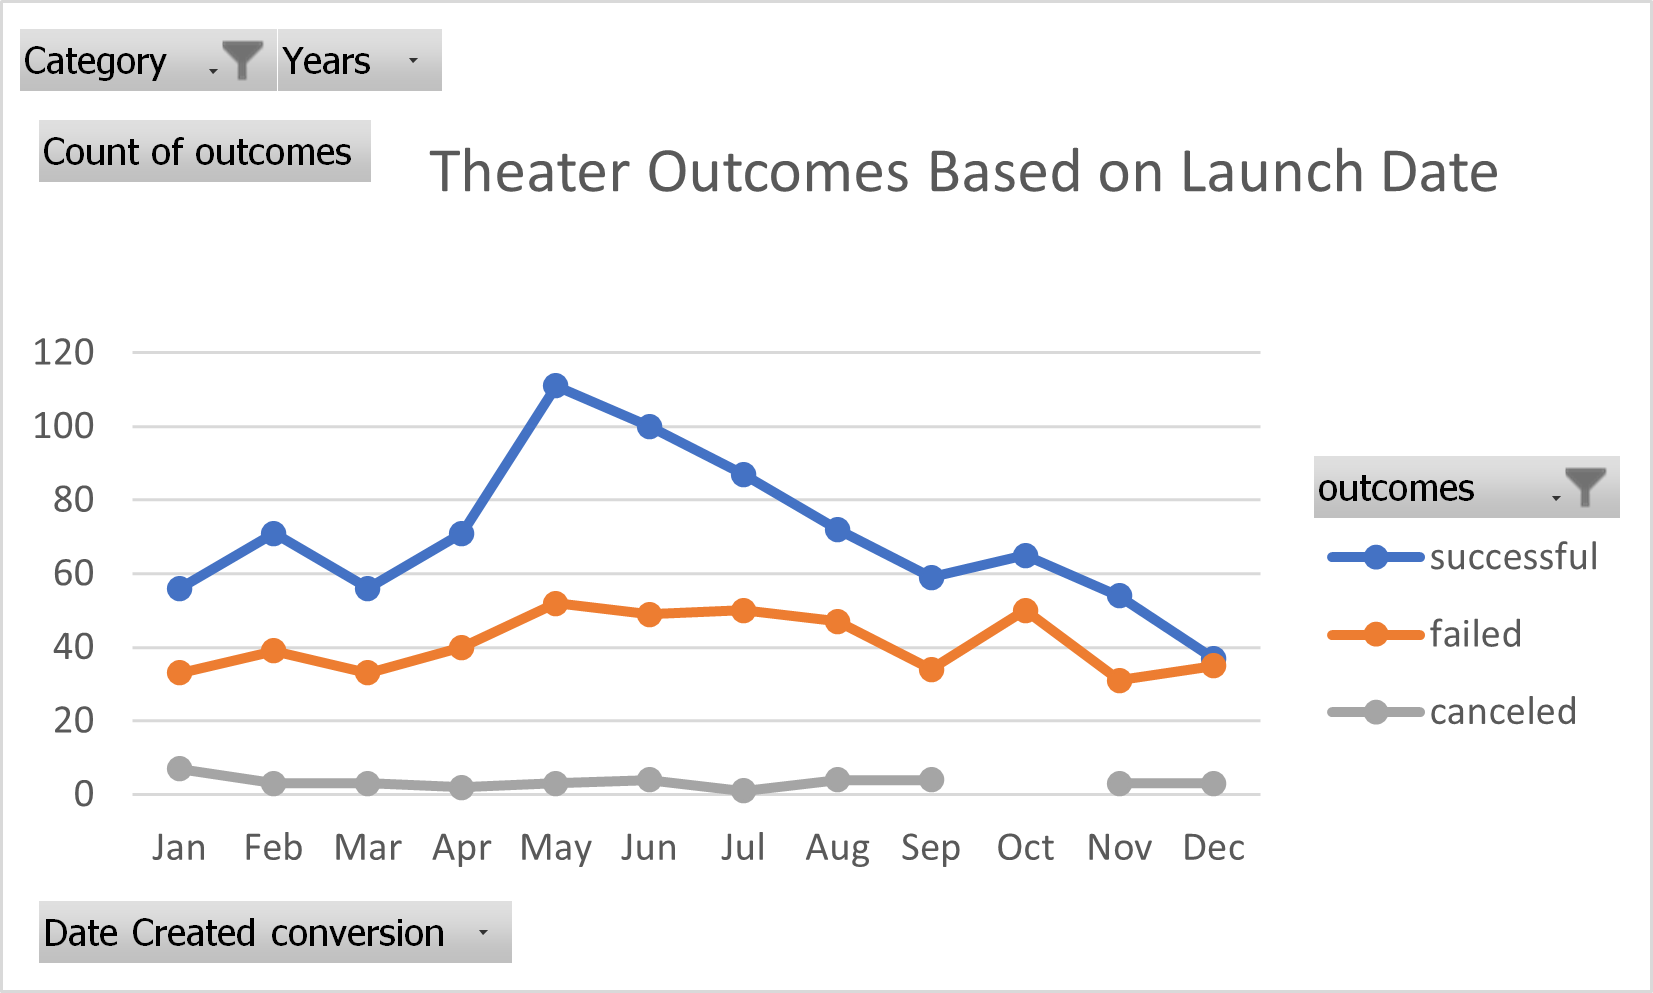 Category Years
Count of outcomes
Theater Outcomes Based on Launch Date
120
100
80
60
40
20
0
Jan Feb Mar Apr May Jun Jul Aug Sep Oct Nov Dec
outcomes
successful
failed
canceled
Date Created conversion